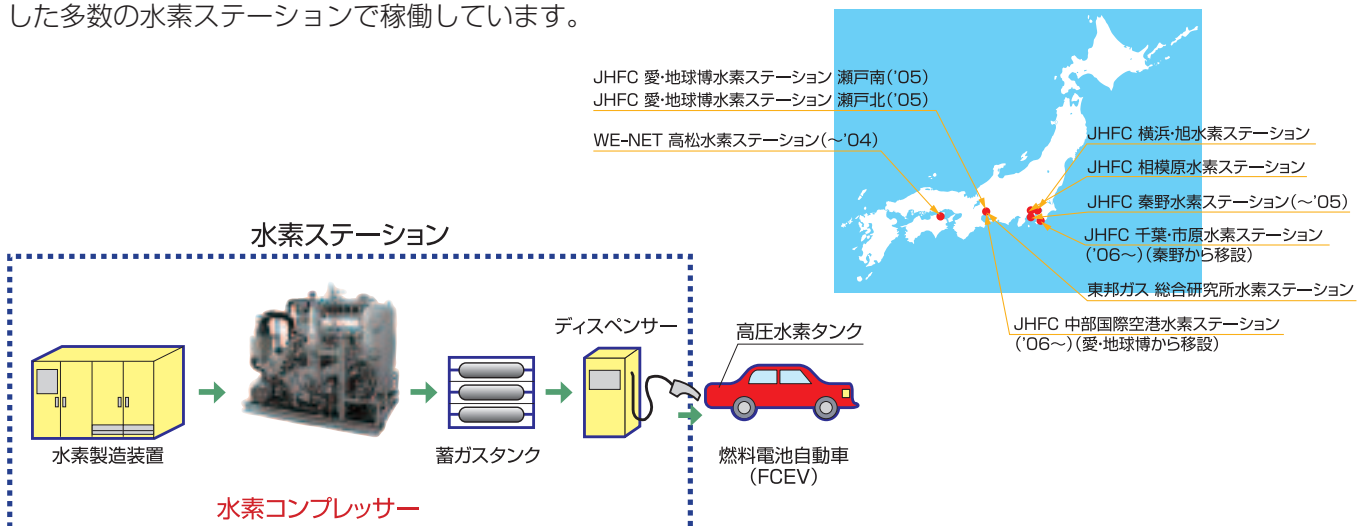 した多数の水素ステーションで稼働しています。
JHFC 愛・地球博水素ステーション 瀬戸南('05)
JHFC 愛・地球博水素ステーション 瀬戸北('05)
WE-NET 高松水素ステーション(～'04)
JHFC 横浜・旭水素ステーション
JHFC 相模原水素ステーション
JHFC 秦野水素ステーション(～'05)
JHFC 千葉・市原水素ステーション
('06～)(秦野から移設)
東邦ガス 総合研究所水素ステーション
JHFC 中部国際空港水素ステーション
('06～)(愛・地球博から移設)
水素ステーション
ディスペンサー
高圧水素タンク
水素製造装置
蓄ガスタンク
燃料電池自動車
(FCEV)
水素コンプレッサー